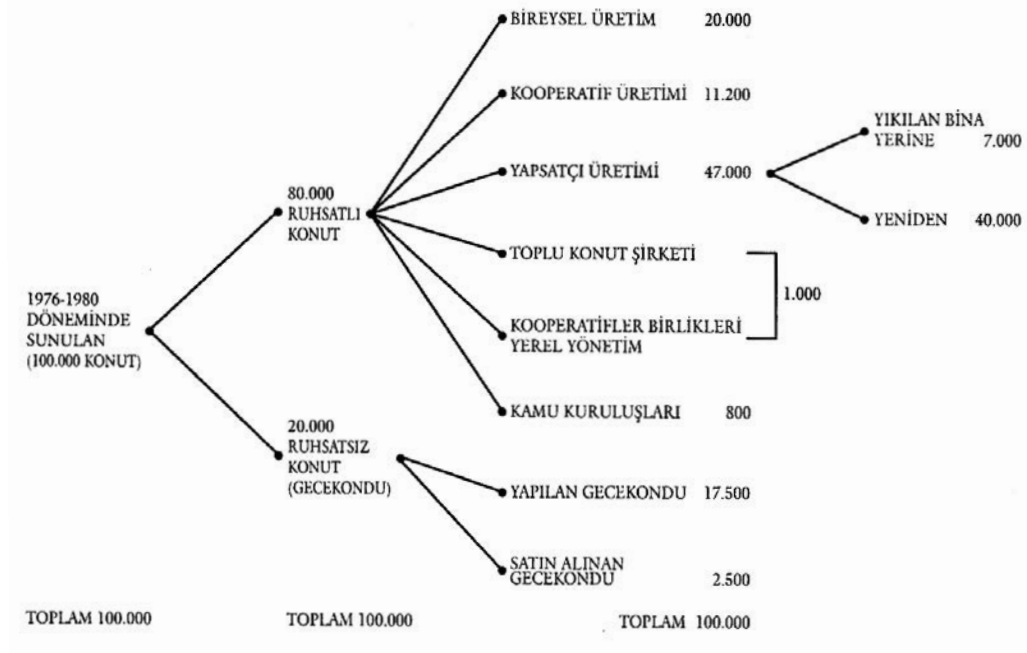 BİREYSEL ÜRETİM 20.000
KOOPERATİF ÜRETİMİ 11.200
YIKILAN BİNA
YERİNE 7.000
YAPSATÇI ÜRETİMİ 47.000
80.000
RUHSATLI
KONUT
YENİDEN 40.000
TOPLU KONUT ŞİRKETİ
1.000
1976-1980
DÖNEMİNDE
SUNULAN
(100.000 KONUT)
KOOPERATİFLER BİRLİKLERİ
YEREL YÖNETİM
KAMU KURULUŞLARI 800
20.000
RUHSATSIZ
KONUT
(GECEKONDU)
YAPILAN GECEKONDU 17.500
SATIN ALINAN
GECEKONDU 2.500
TOPLAM 100.000 TOPLAM 100.000 TOPLAM 100.000